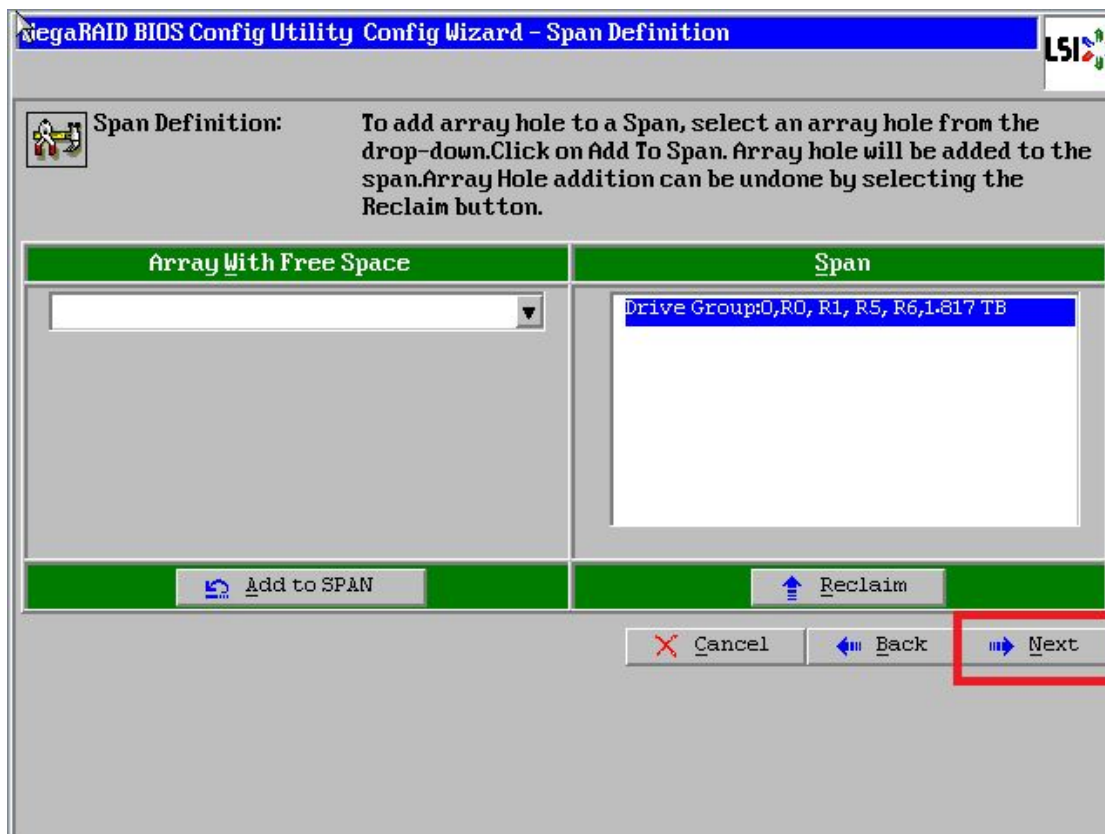 MegaRAID BIOS Config Utility Config Wizard - Span Definition
LSI
Span Definition:
To add array hole to a Span, select an array hole from the
drop-down.Click on Add To Span. Array hole will be added to the
span.Array Hole addition can be undone by selecting the
Reclaim button.
Array With Free Space
Span
Drive Group:0,R0, R1, R5, R6,1.817 TB
Add to SPAN
Reclaim
Cancel
Back
Next